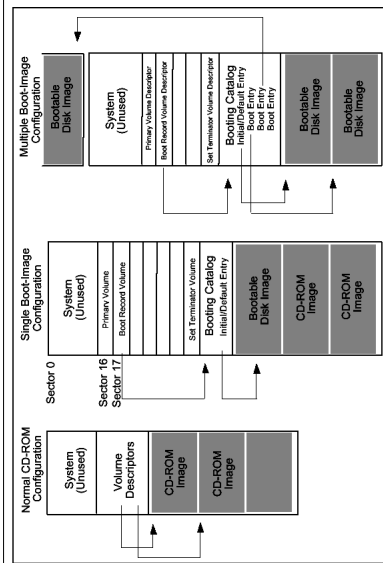 Normal CD-ROM
Configuration
System
(Unused)
Volume
Descriptors
CD-ROM
Image
CD-ROM
Image
Single Boot-Image
Configuration
Sector 0
System
(Unused)
Sector 16
Primary Volume
Sector 17
Boot Record Volume
Set Terminator Volume
Booting Catalog
Initial/Default Entry
Bootable
Disk Image
CD-ROM
Image
CD-ROM
Image
Multiple Boot-Image
Configuration
Bootable
Disk Image
System
(Unused)
Primary Volume Descriptor
Boot Record Volume Descriptor
Set Terminator Volume Descriptor
Booting Catalog
Initial/Default Entry
Boot Entry
Boot Entry
Boot Entry
Bootable
Disk Image
Bootable
Disk Image